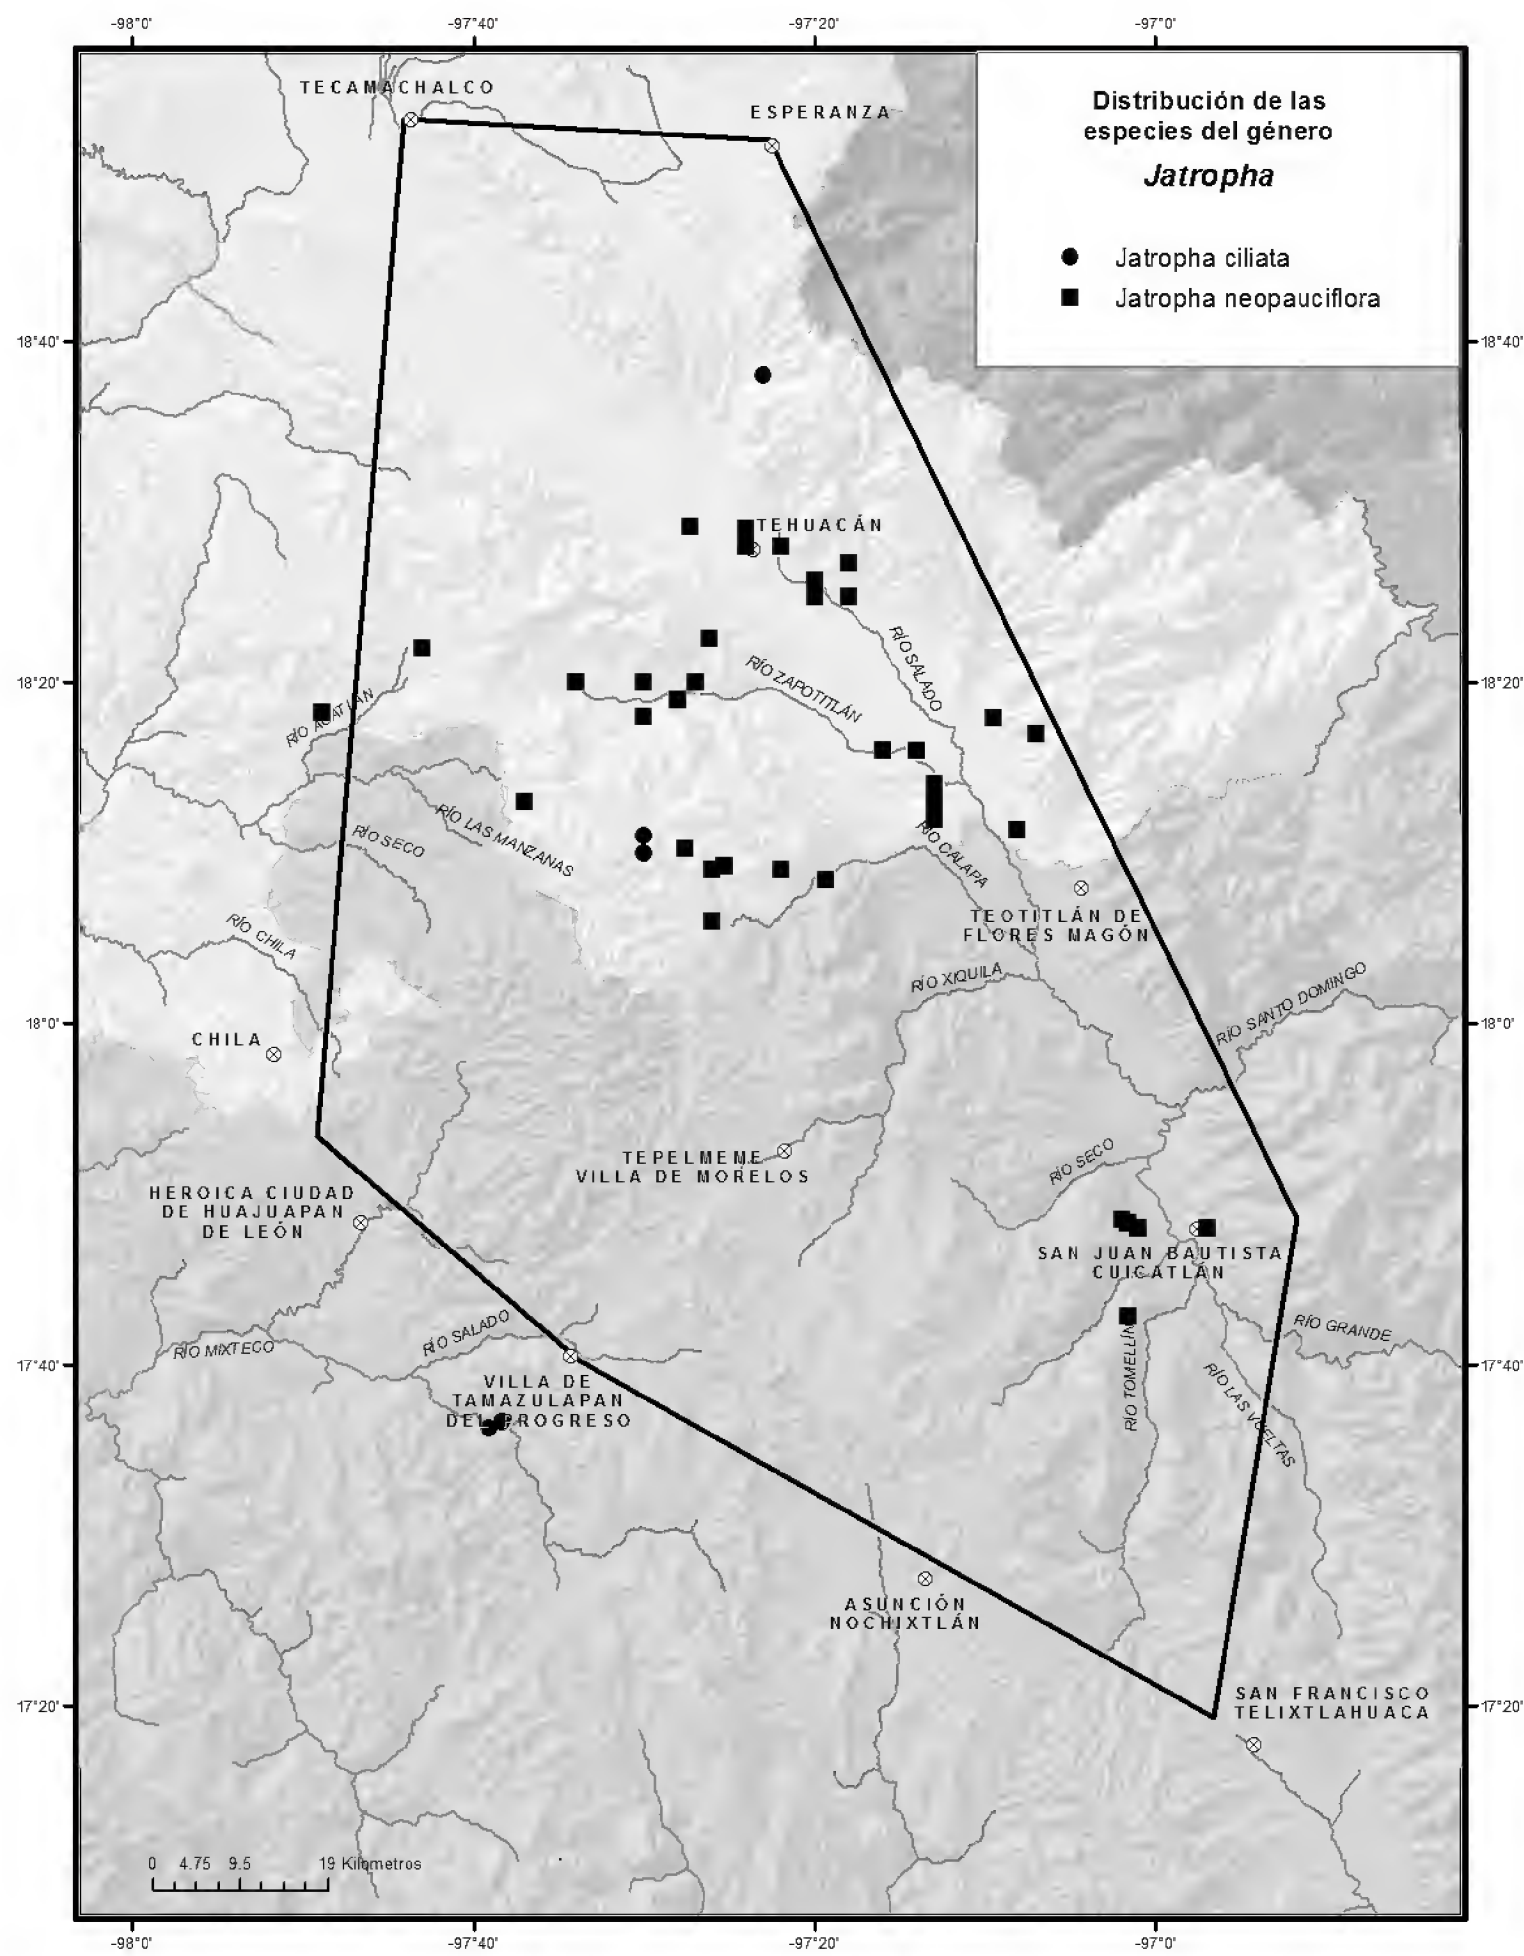 -98°0'
-97°40'
-97°20'
-97°0'
TECAMACHALCO
ESPERANZA
Distribución de las
especies del género
Jatropha
Jatropha ciliata
Jatropha neopauciflora
18°40'
18°40'
TEHUACÁN
RÍO SALADO
18°20'
18°20'
RÍO ZAPOTITLÁN
RÍO ACATLÁN
RÍO LAS MANZANAS
RÍO SECO
RÍO CALAPA
TEOTITLÁN DE
FLORES MAGÓN
RÍO CHILA
RÍO XIQUILA
RÍO SANTO DOMINGO
18°0'
18°0'
CHILA
TEPELMEME
VILLA DE MORELOS
RÍO SECO
HEROICA CIUDAD
DE HUAJUAPAN
DE LEÓN
SAN JUAN BAUTISTA
CUICATLÁN
RÍO GRANDE
RÍO SALADO
RÍO MIXTECO
17°40'
17°40'
RÍO TOMELLÍN
RÍO LAS VUELTAS
VILLA DE
TAMAZULAPAN
DEL PROGRESO
ASUNCIÓN
NOCHIXTLÁN
17°20'
17°20'
SAN FRANCISCO
TELIXTLAHUACA
0 4.75 9.5 19 Kilometros
-98°0'
-97°40'
-97°20'
-97°0'